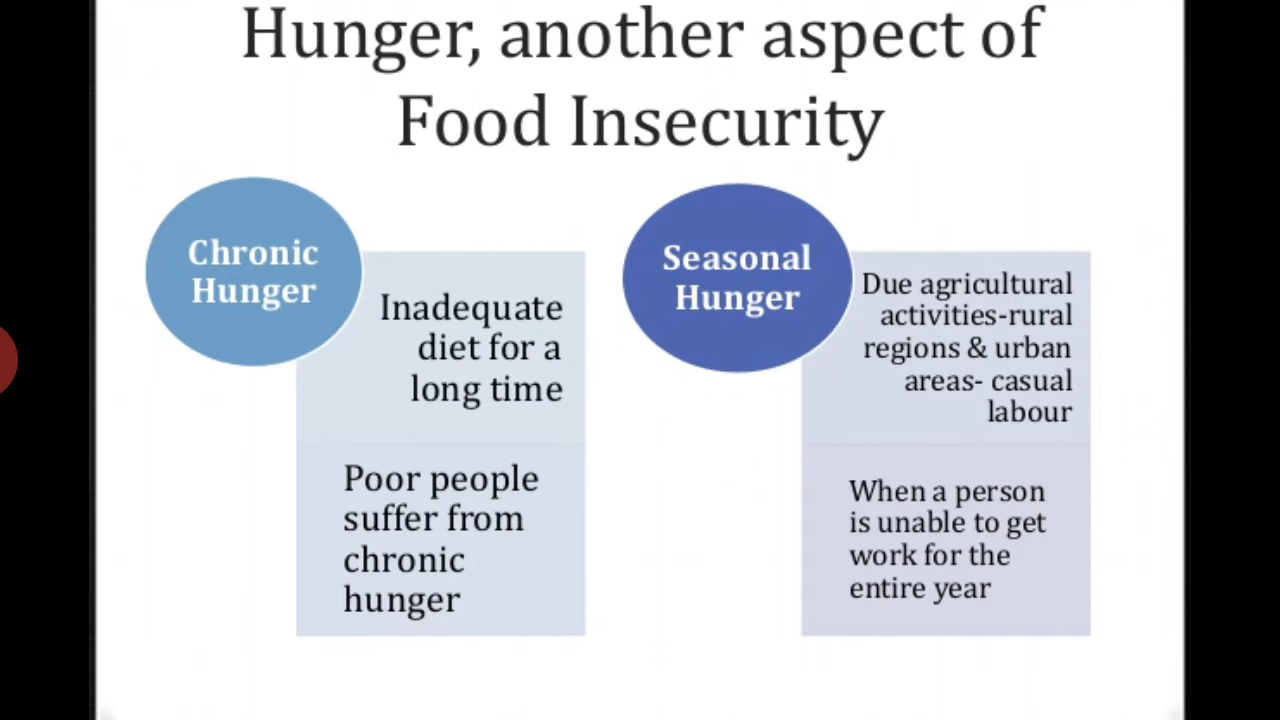 Hunger, another aspect of
Food Insecurity
Chronic
Hunger
Inadequate
diet for a
long time
Poor people
suffer from
chronic
hunger
Seasonal
Hunger
Due agricultural
activities-rural
regions & urban
areas- casual
labour
When a person
is unable to get
work for the
entire year